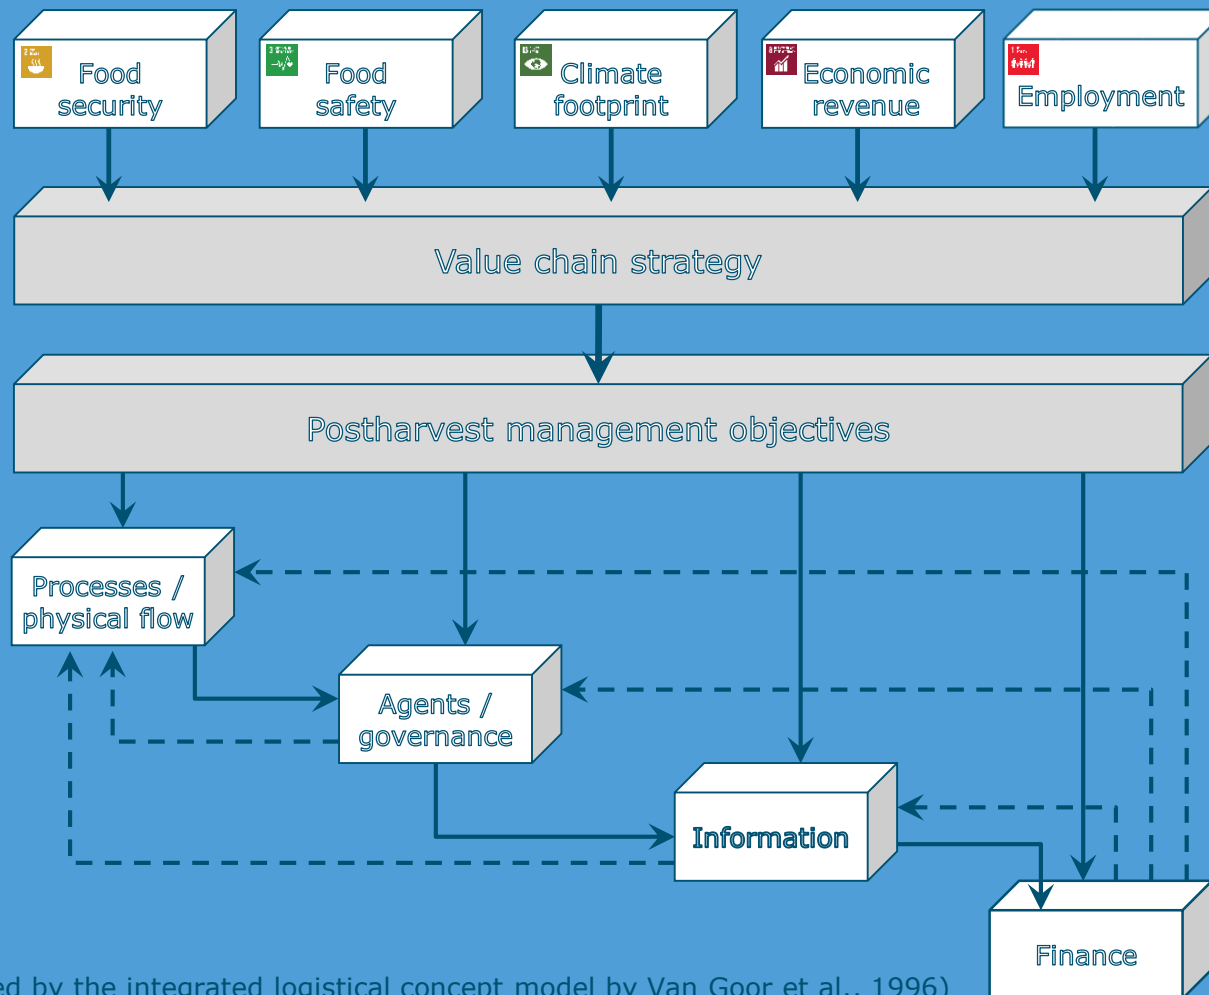 Food
security
Food
safety
Climate
footprint
Economic
revenue
Employment
Value chain strategy
Postharvest management objectives
Processes /
physical flow
Agents /
governance
Information
Finance
by the integrated logistical concept model by Van Goor et al., 1996)